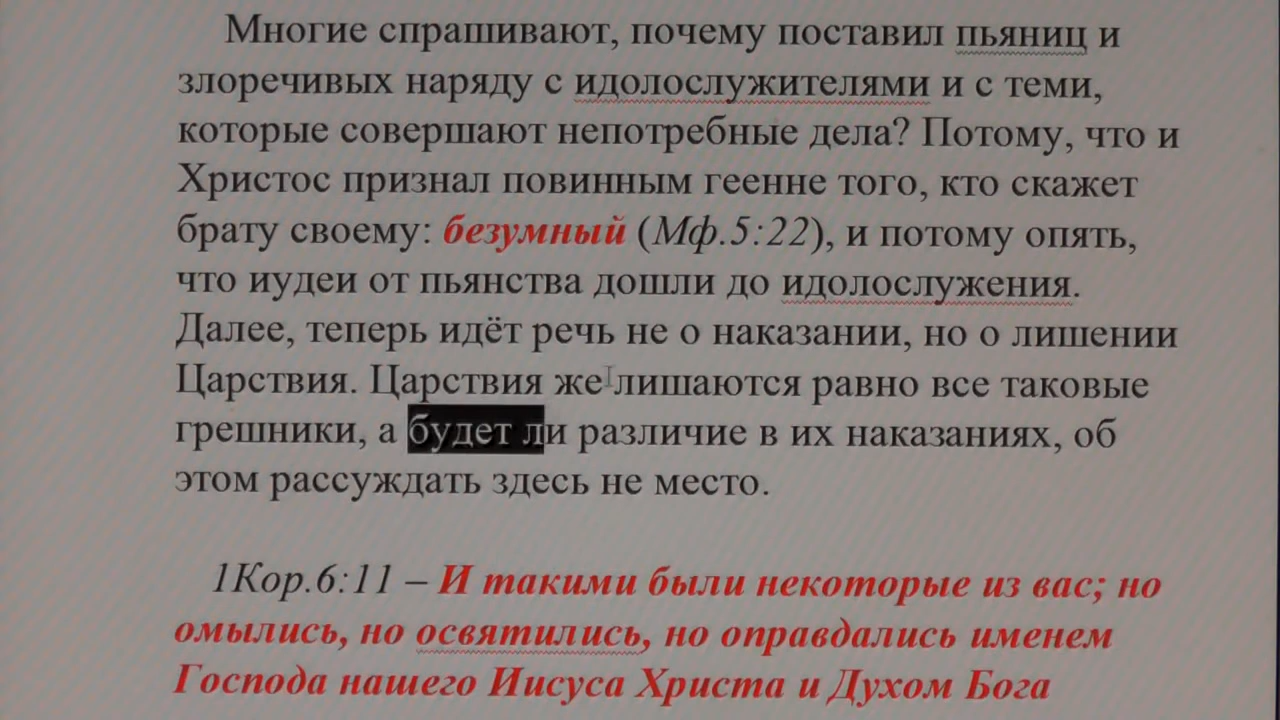 Многие спрашивают, почему поставил пьяниц и
злоречивых наряду с идолослужителями и с теми,
которые совершают непотребные дела? Потому, что и
Христос признал повинным геенне того, кто скажет
брату своему: безумный (Мф.5:22), и потому опять,
что иудеи от пьянства дошли до идолослужения.
Далее, теперь идёт речь не о наказании, но о лишении
Царствия. Царствия же лишаются равно все таковые
грешники, а будет ли различие в их наказаниях, об
этом рассуждать здесь не место.
1Кор.6:11 – И такими были некоторые из вас; но
омылись, но освятились, но оправдались именем
Господа нашего Иисуса Христа и Духом Бога